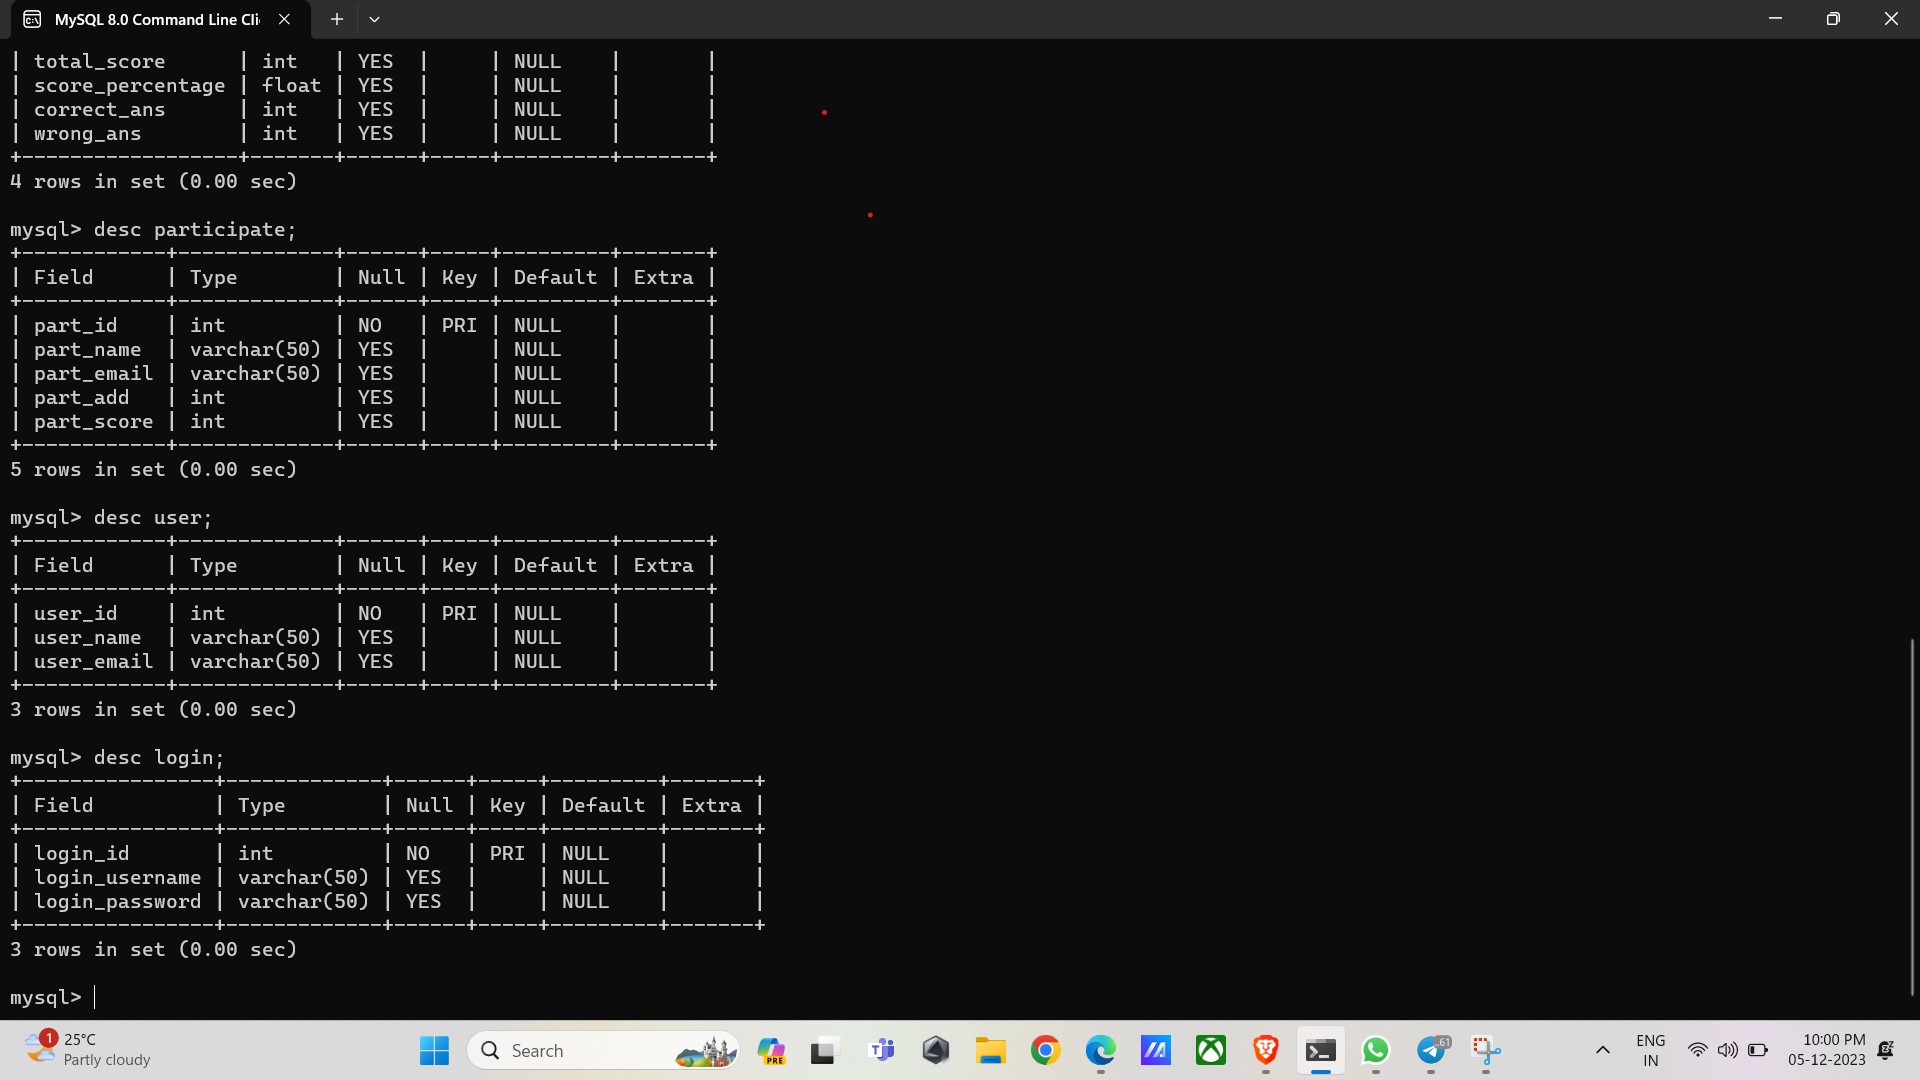 MySQL 8.0 Command Line Cli
| total_score      | int   | YES  |     | NULL    |       |
| score_percentage | float | YES  |     | NULL    |       |
| correct_ans      | int   | YES  |     | NULL    |       |
| wrong_ans        | int   | YES  |     | NULL    |       |
+------------------+-------+------+-----+---------+-------+
4 rows in set (0.00 sec)
mysql> desc participate;
+------------+-------------+------+-----+---------+-------+
| Field      | Type        | Null | Key | Default | Extra |
+------------+-------------+------+-----+---------+-------+
| part_id    | int         | NO   | PRI | NULL    |       |
| part_name  | varchar(50) | YES  |     | NULL    |       |
| part_email | varchar(50) | YES  |     | NULL    |       |
| part_add   | int         | YES  |     | NULL    |       |
| part_score | int         | YES  |     | NULL    |       |
+------------+-------------+------+-----+---------+-------+
5 rows in set (0.00 sec)
mysql> desc user;
+------------+-------------+------+-----+---------+-------+
| Field      | Type        | Null | Key | Default | Extra |
+------------+-------------+------+-----+---------+-------+
| user_id    | int         | NO   | PRI | NULL    |       |
| user_name  | varchar(50) | YES  |     | NULL    |       |
| user_email | varchar(50) | YES  |     | NULL    |       |
+------------+-------------+------+-----+---------+-------+
3 rows in set (0.00 sec)
mysql> desc login;
+----------------+-------------+------+-----+---------+-------+
| Field          | Type        | Null | Key | Default | Extra |
+----------------+-------------+------+-----+---------+-------+
| login_id       | int         | NO   | PRI | NULL    |       |
| login_username | varchar(50) | YES  |     | NULL    |       |
| login_password | varchar(50) | YES  |     | NULL    |       |
+----------------+-------------+------+-----+---------+-------+
3 rows in set (0.00 sec)
mysql>
1
25°C
Partly cloudy
Search
PRE
61
ENG
IN
10:00 PM
05-12-2023